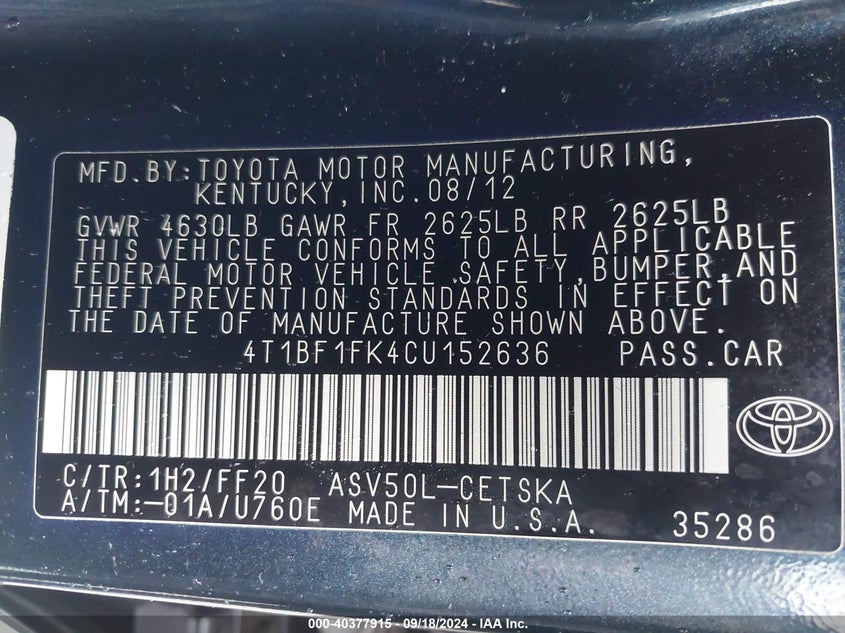 MFD.BY:TOYOTA MOTOR MANUFACTURING,
KENTUCKY,INC.08/12
GVWR 4630LB GAWR FR 2625LB RR 2625LB
THIS VEHICLE CONFORMS TO ALL APPLICABLE
FEDERAL MOTOR VEHICLE SAFETY,BUMPER,AND
THEFT PREVENTION STANDARDS IN EFFECT ON
THE DATE OF MANUFACTURE SHOWN ABOVE.
4T1BF1FK4CU152636 PASS.CAR
C/TR:1H2/FF20 ASV50L-CETSKA
A/TM:-01A/U760E MADE IN U.S.A. 35286
000-40377915 - 09/18/2024 - IAA Inc.